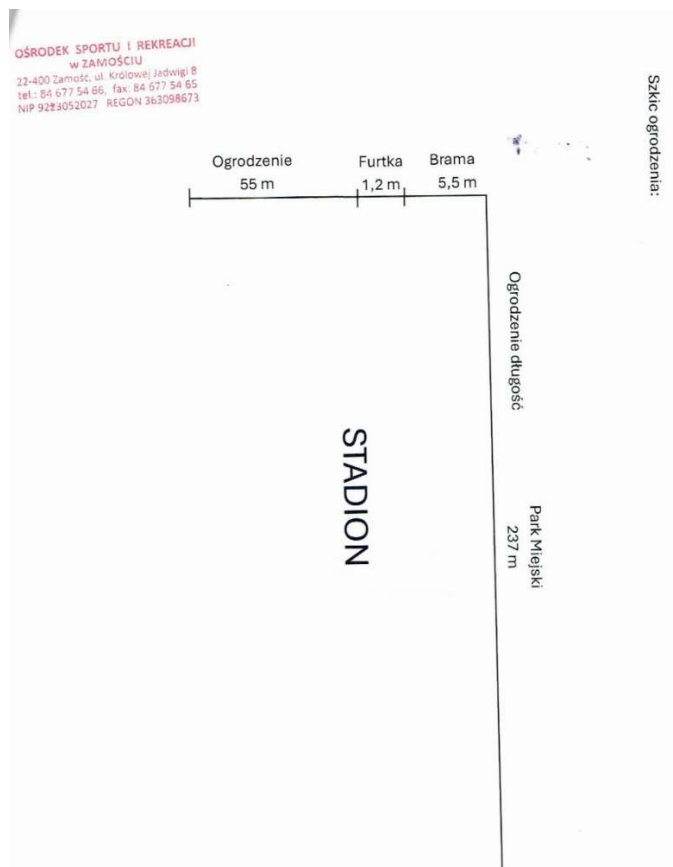 OŚRODEK SPORTU I REKREACJI
w ZAMOŚCIU
22-400 Zamość, ul. Królowej Jadwigi 8
tel.: 84 677 54 66, fax: 84 677 54 65
NIP 9223052027 REGON 363098673
Szkic ogrodzenia:
Ogrodzenie Furtka Brama
55 m 1,2 m 5,5 m
Ogrodzenie długość
Park Miejski
237 m
STADION